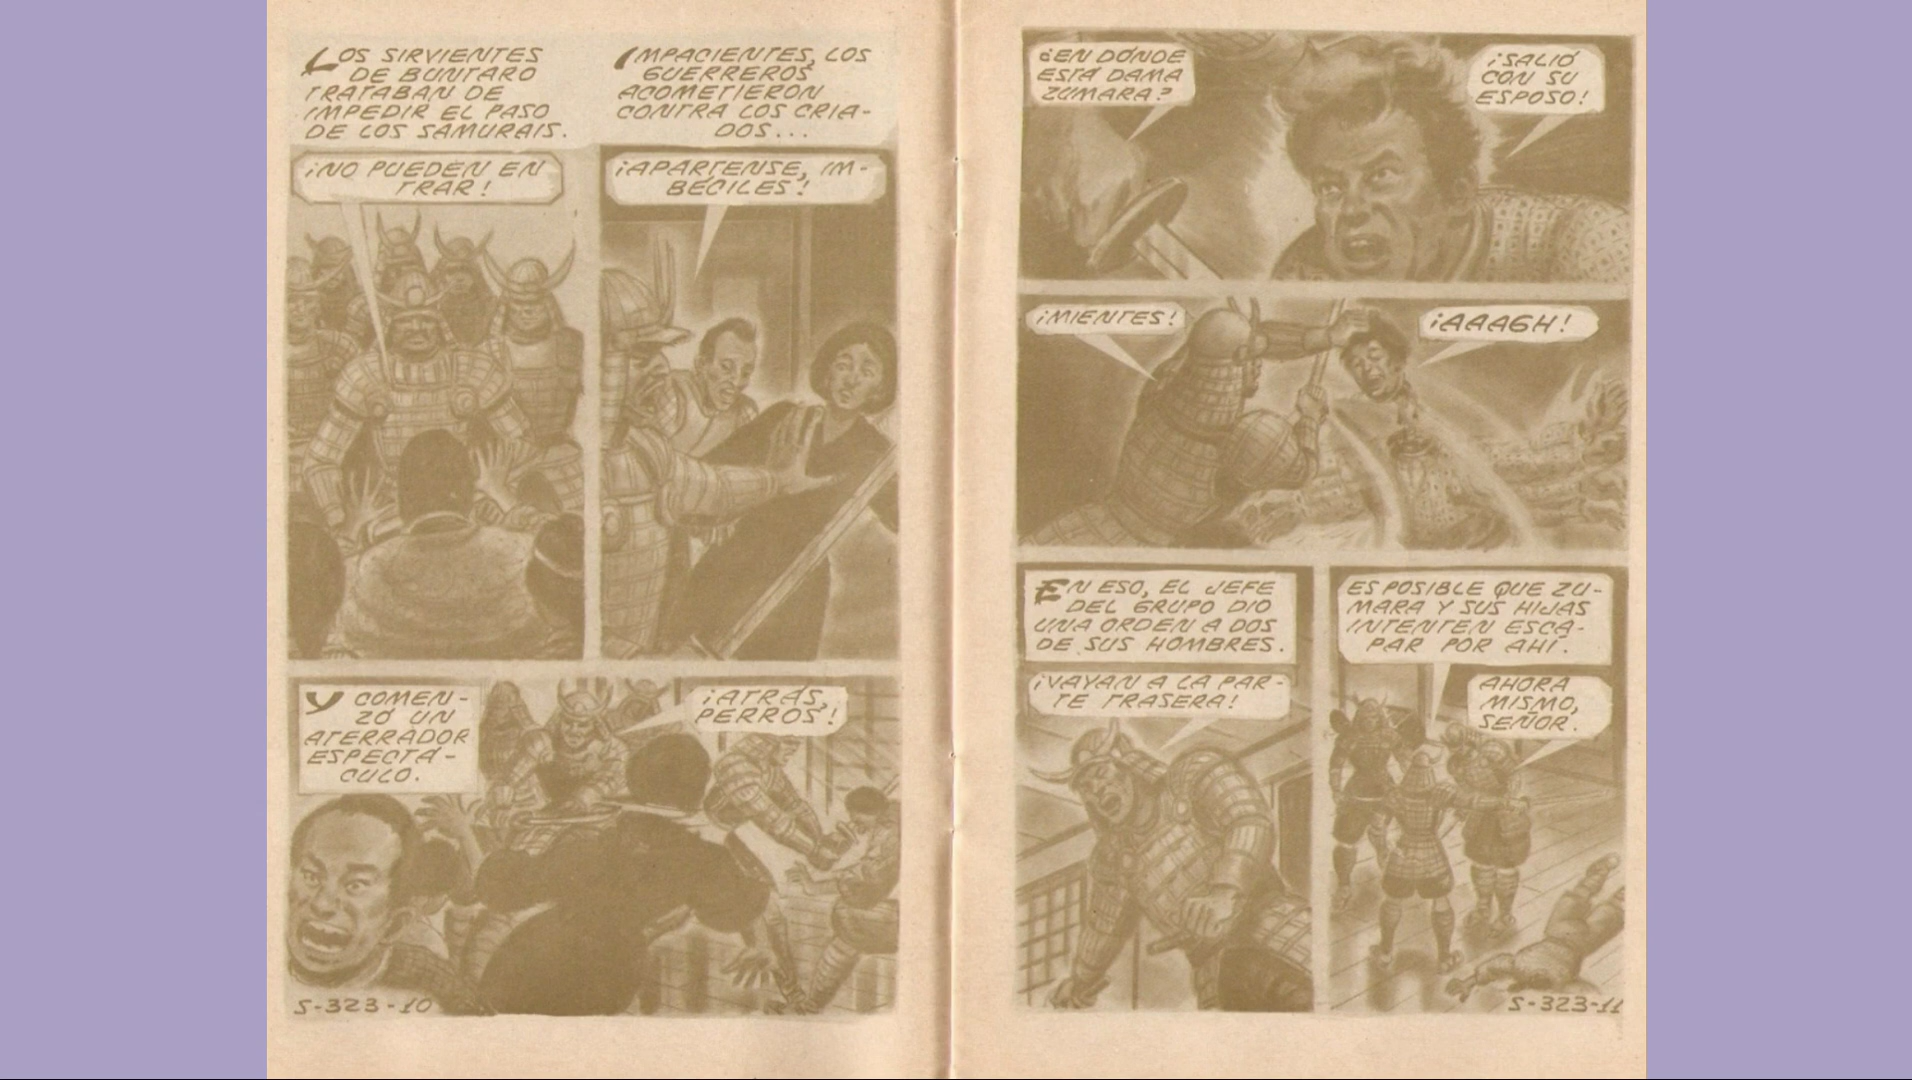 LOS SIRVIENTES
DE BUNTARO
TRATABAN DE
IMPEDIR EL PASO
DE LOS SAMURAIS.
¡NO PUEDEN EN
TRAR!
IMPACIENTES, LOS
GUERREROS
ACOMETIERON
CONTRA LOS CRIA-
DOS...
¡APARTENSE, IM-
BÉCILES!
Y COMEN-
ZÓ UN
ATERRADOR
ESPECTÁ-
CULO.
¡ATRÁS,
PERROS!
S-323-10
¿EN DÓNDE
ESTÁ DAMA
ZUMARA?
¡SALIÓ
CON SU
ESPOSO!
¡MIENTES!
¡AAAGH!
EN ESO, EL JEFE
DEL GRUPO DIO
UNA ORDEN A DOS
DE SUS HOMBRES.
¡VAYAN A LA PAR-
TE TRASERA!
ES POSIBLE QUE ZU-
MARA Y SUS HIJAS
INTENTEN ESCA-
PAR POR AHÍ.
AHORA
MISMO,
SEÑOR.
S-323-11